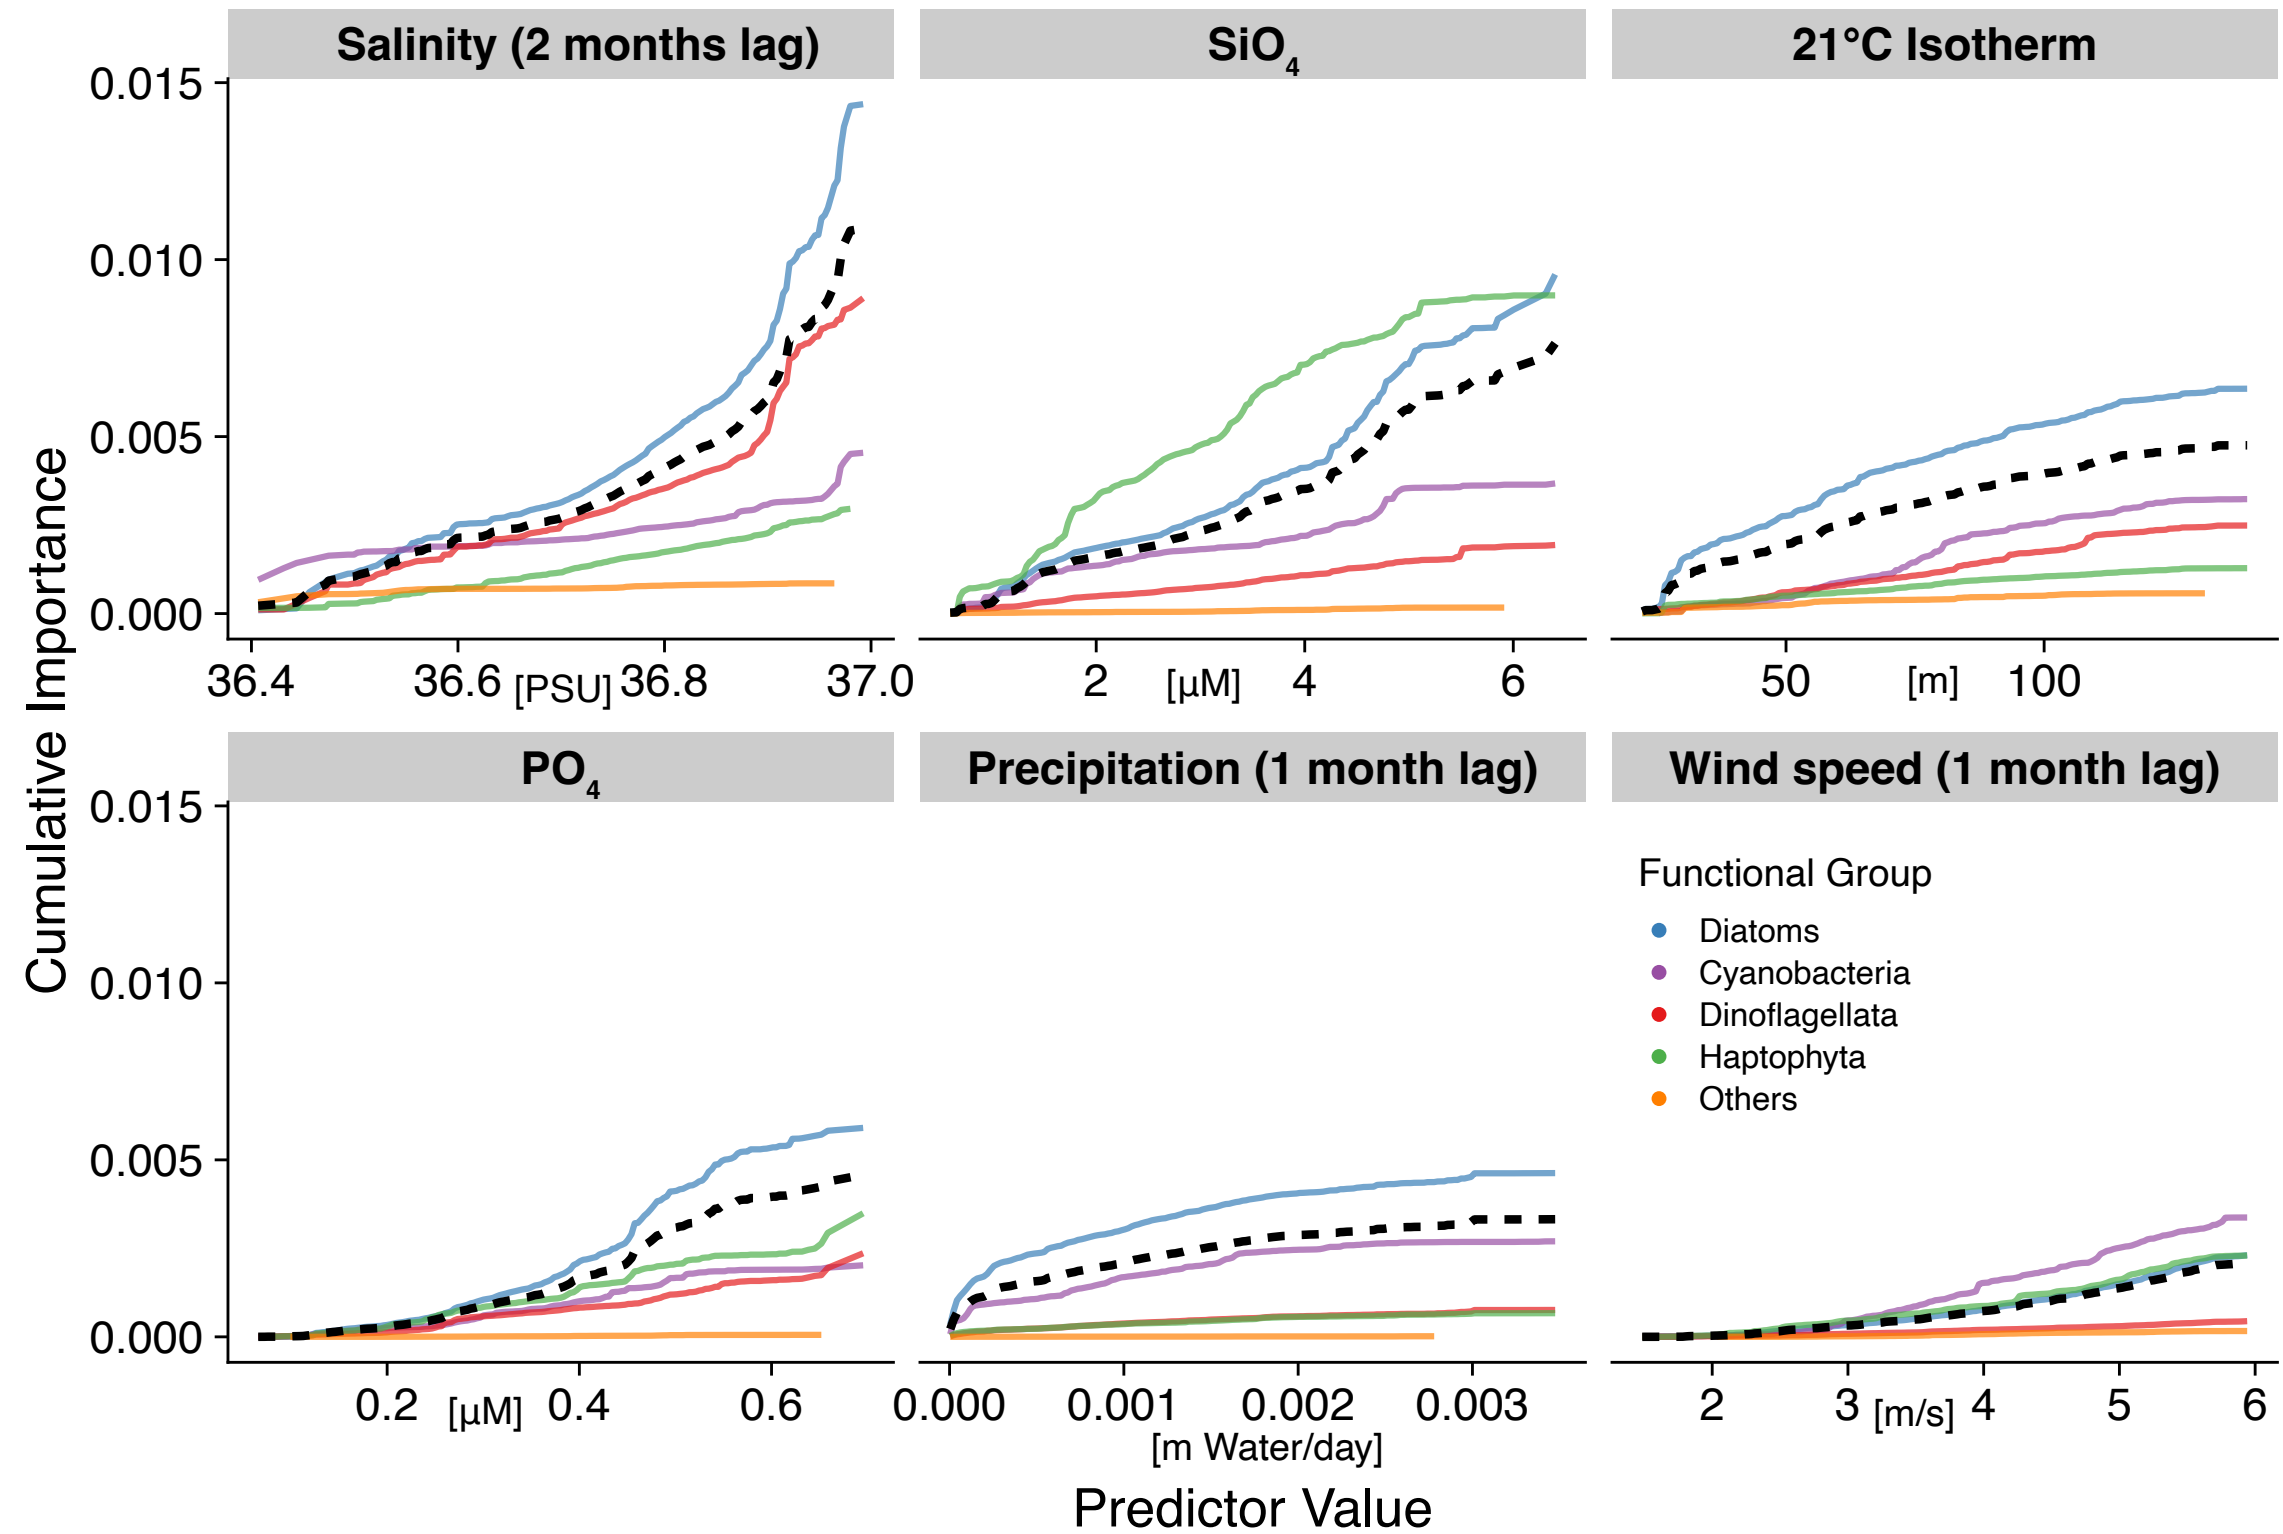 Salinity (2 months lag)
SiO4
21°C Isotherm
0.015
0.010
0.005
0.000
36.4 36.6 [PSU] 36.8 37.0
2 [µM] 4 6
50 [m] 100
PO4
Precipitation (1 month lag)
Wind speed (1 month lag)
0.015
0.010
0.005
0.000
Functional Group
Diatoms
Cyanobacteria
Dinoflagellata
Haptophyta
Others
0.2 [µM] 0.4 0.6
0.000 0.001 0.002 0.003
[m Water/day]
2 3 [m/s] 4 5 6
Cumulative Importance
Predictor Value